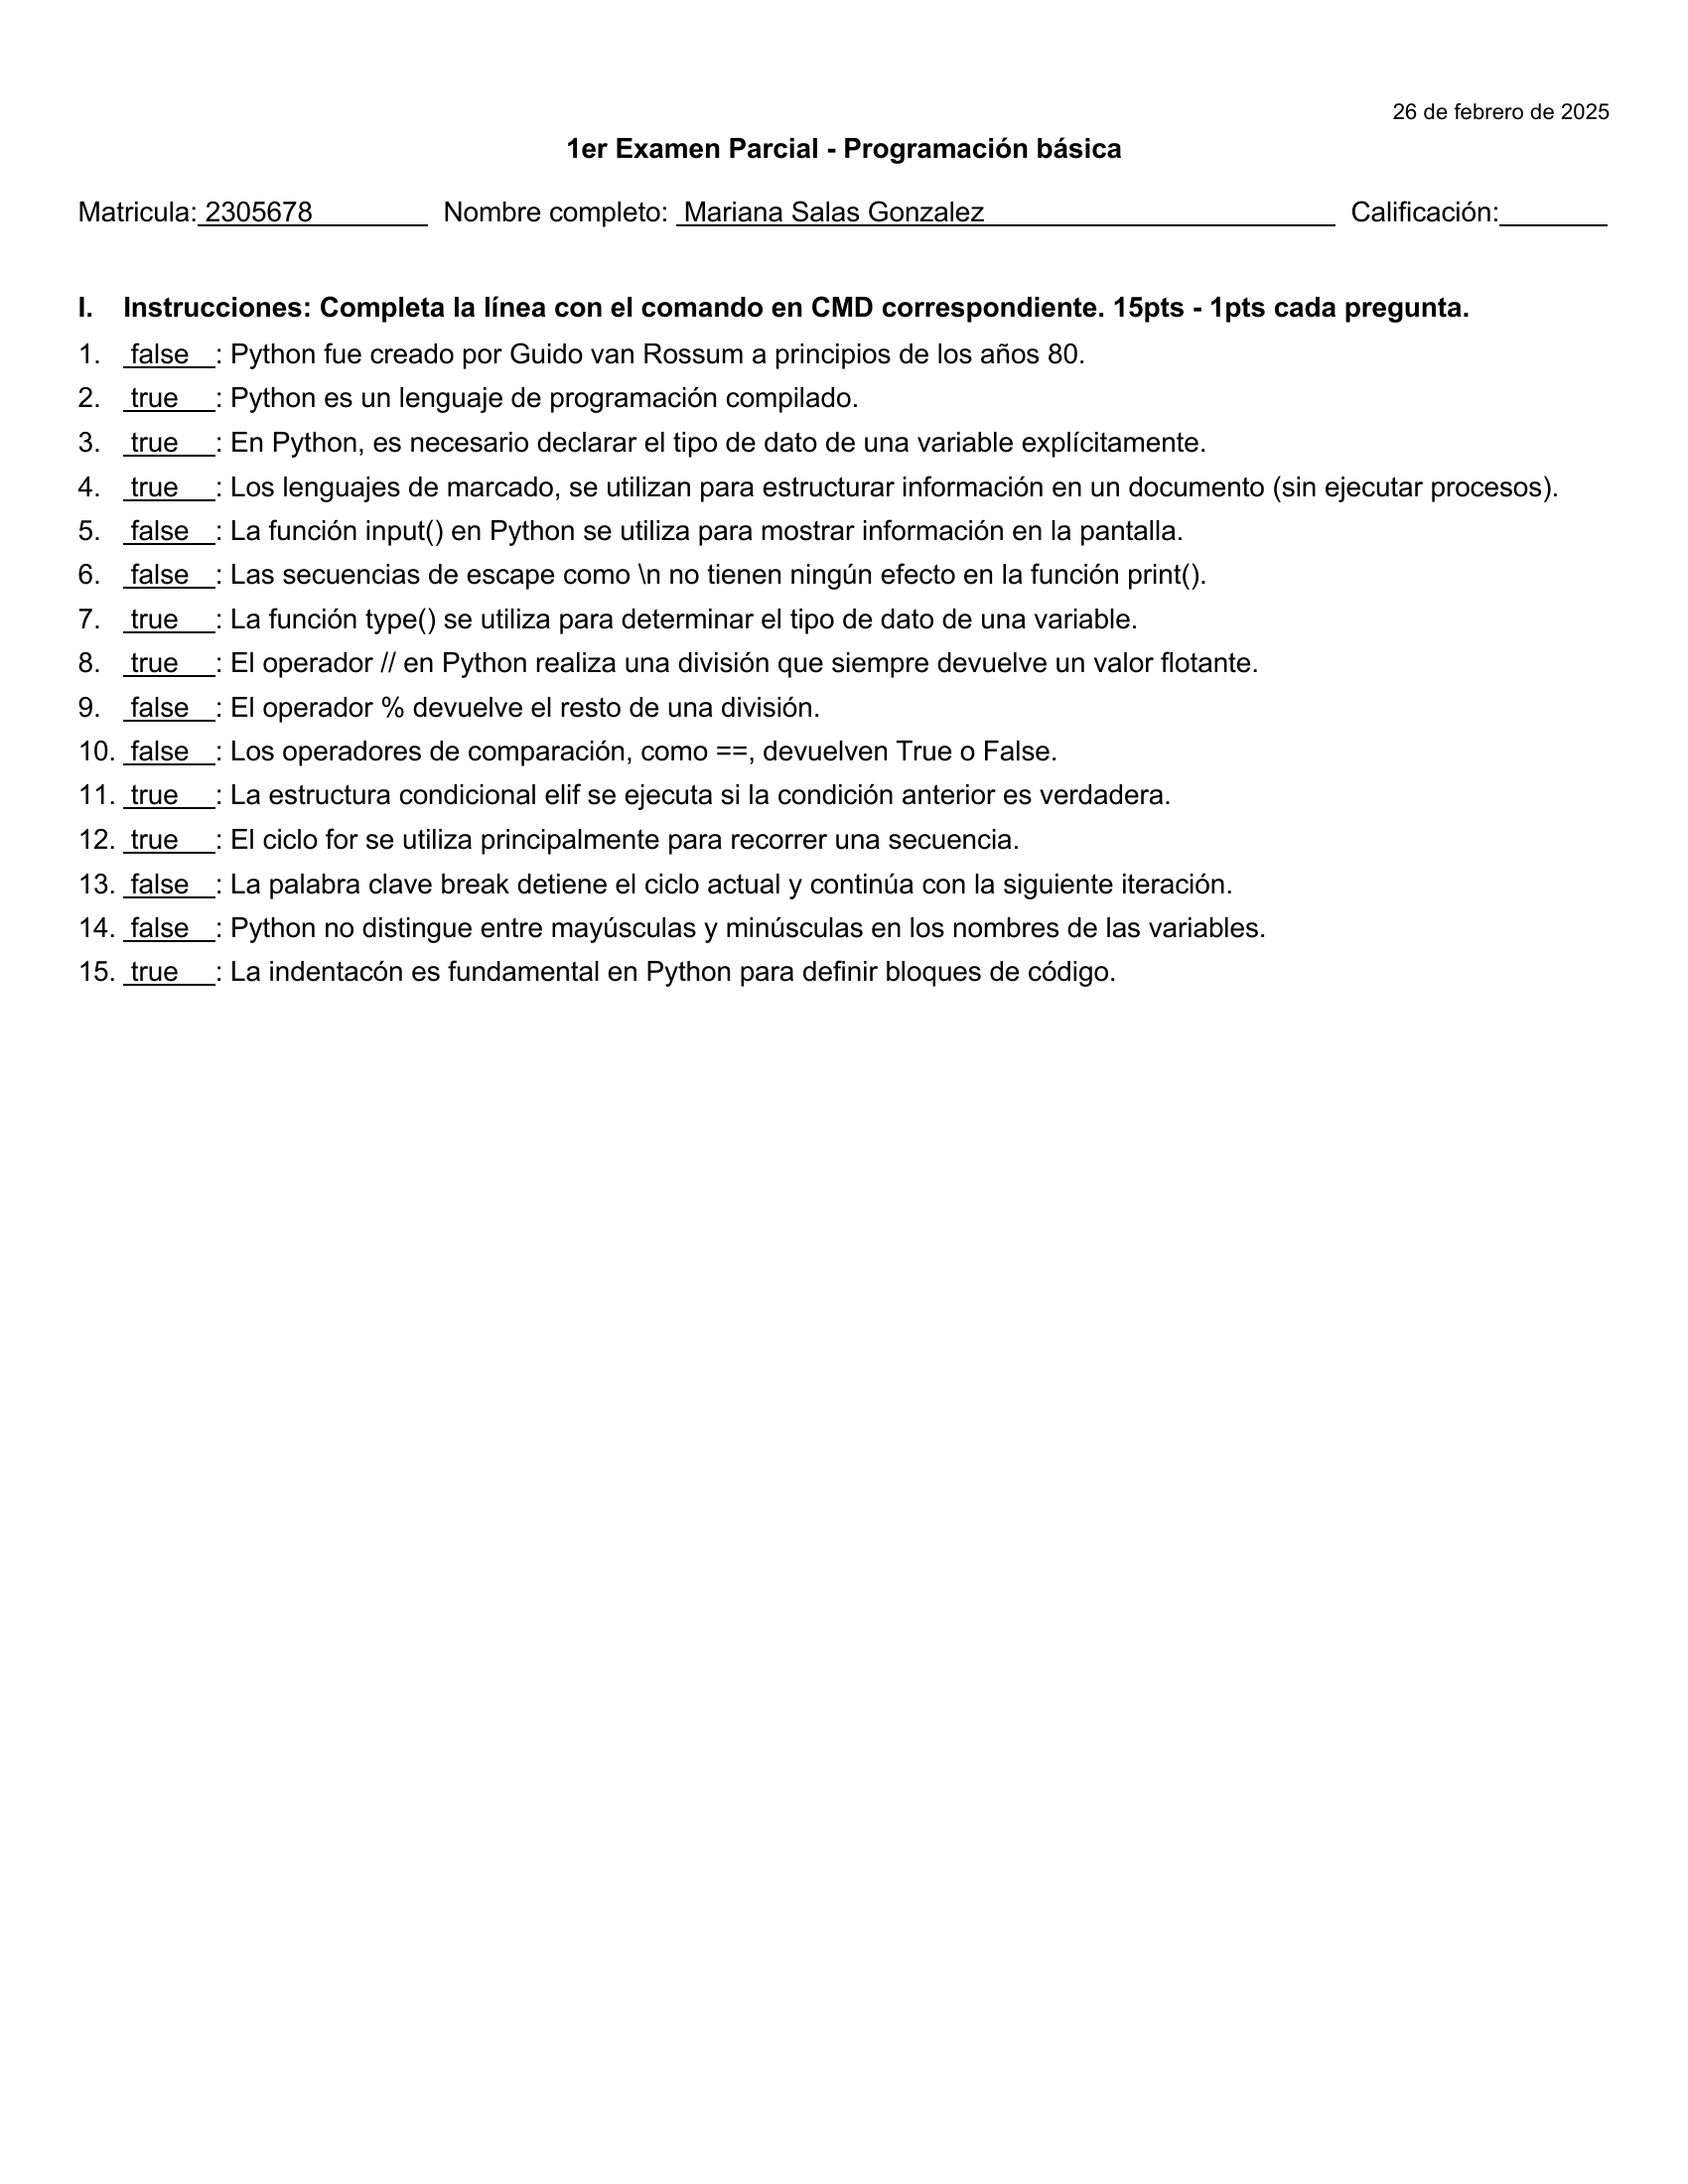 26 de febrero de 2025
1er Examen Parcial - Programación básica
Matricula: 2305678 Nombre completo: Mariana Salas Gonzalez Calificación:
I. Instrucciones: Completa la línea con el comando en CMD correspondiente. 15pts - 1pts cada pregunta.
1. false : Python fue creado por Guido van Rossum a principios de los años 80.
2. true : Python es un lenguaje de programación compilado.
3. true : En Python, es necesario declarar el tipo de dato de una variable explícitamente.
4. true : Los lenguajes de marcado, se utilizan para estructurar información en un documento (sin ejecutar procesos).
5. false : La función input() en Python se utiliza para mostrar información en la pantalla.
6. false : Las secuencias de escape como \n no tienen ningún efecto en la función print().
7. true : La función type() se utiliza para determinar el tipo de dato de una variable.
8. true : El operador // en Python realiza una división que siempre devuelve un valor flotante.
9. false : El operador % devuelve el resto de una división.
10. false : Los operadores de comparación, como ==, devuelven True o False.
11. true : La estructura condicional elif se ejecuta si la condición anterior es verdadera.
12. true : El ciclo for se utiliza principalmente para recorrer una secuencia.
13. false : La palabra clave break detiene el ciclo actual y continúa con la siguiente iteración.
14. false : Python no distingue entre mayúsculas y minúsculas en los nombres de las variables.
15. true : La indentacón es fundamental en Python para definir bloques de código.